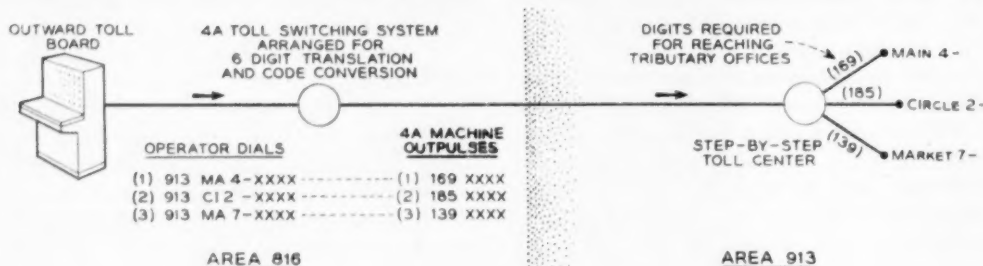 OUTWARD TOLL
BOARD
4A TOLL SWITCHING SYSTEM
ARRANGED FOR
6 DIGIT TRANSLATION
AND CODE CONVERSION
DIGITS REQUIRED
FOR REACHING
TRIBUTARY OFFICES
(169)
MAIN 4-
(185)
CIRCLE 2-
(139)
MARKET 7-
STEP-BY-STEP
TOLL CENTER
OPERATOR DIALS
4A MACHINE
OUTPULSES
(1) 913 MA 4-XXXX ---------- (1) 169 XXXX
(2) 913 CI 2 -XXXX ---------- (2) 185 XXXX
(3) 913 MA 7-XXXX ---------- (3) 139 XXXX
AREA 816
AREA 913